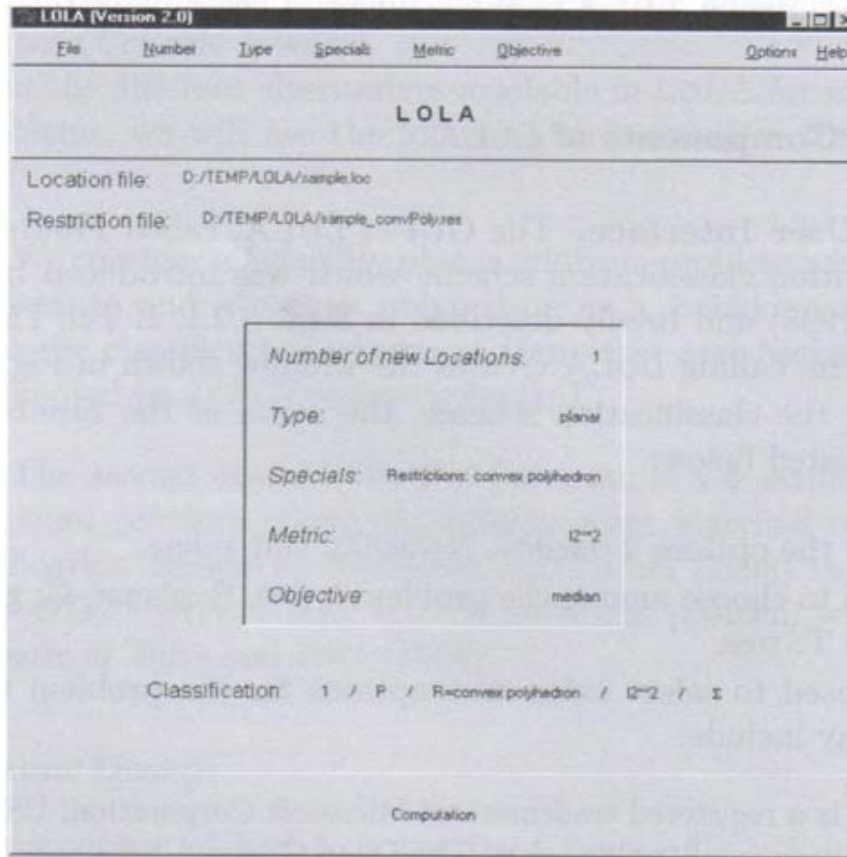 LOLA (Version 2.0)
File Number Type Specials Metric Objective Options Help
LOLA
Location file: D:/TEMP/LOLA/sample.loc
Restriction file: D:/TEMP/LOLA/sample_convPoly.res
Number of new Locations: 1
Type: planar
Specials Restrictions: convex polyhedron
Metric: l2**2
Objective median
Classification: 1 / P / R=convex polyhedron / l2**2 / Σ
Computation